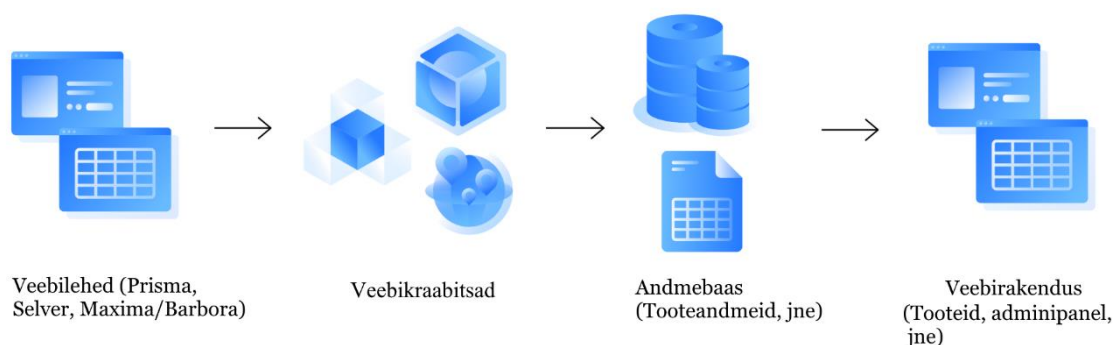 Veebilehed (Prisma,
Selver, Maxima/Barbora)
Veebikraabitsad
Andmebaas
(Tooteandmeid, jne)
Veebirakendus
(Tooteid, adminipanel,
jne)